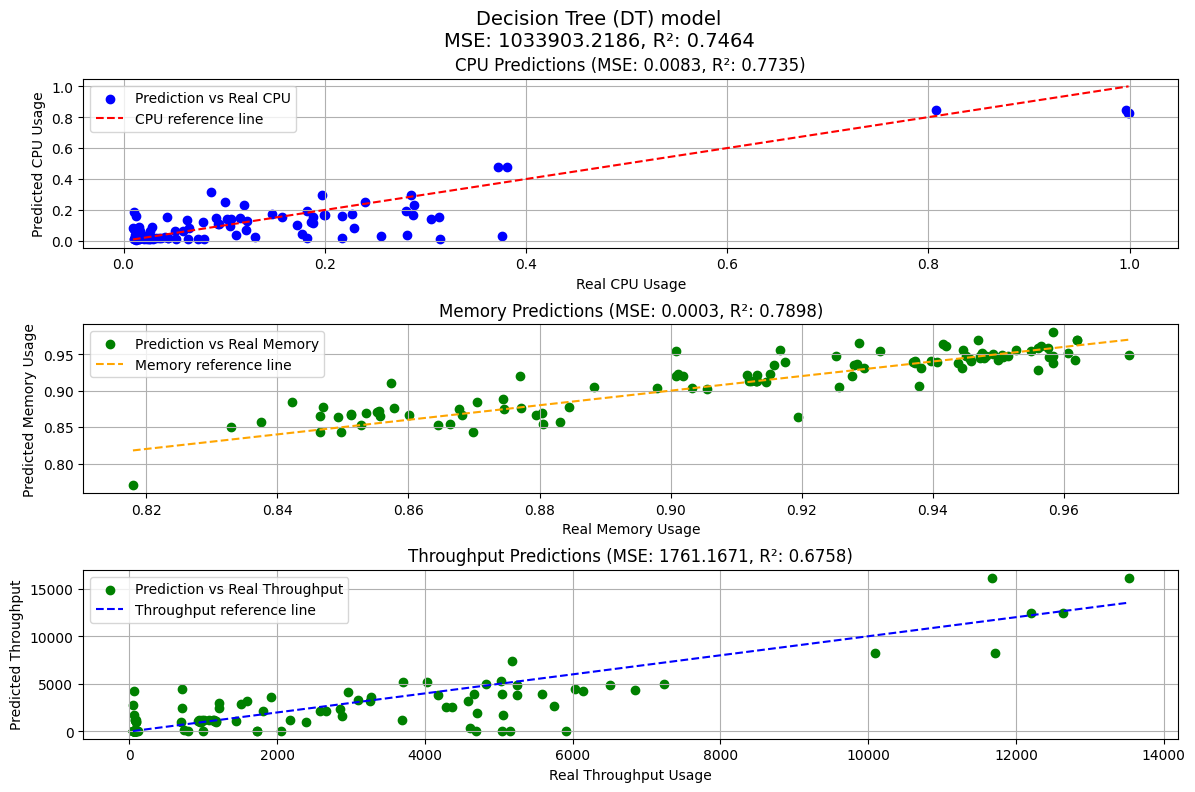 Decision Tree (DT) model
MSE: 1033903.2186, R²: 0.7464
CPU Predictions (MSE: 0.0083, R²: 0.7735)
Prediction vs Real CPU
CPU reference line
Predicted CPU Usage
1.0
0.8
0.6
0.4
0.2
0.0
0.0 0.2 0.4 0.6 0.8 1.0
Real CPU Usage
Memory Predictions (MSE: 0.0003, R²: 0.7898)
Prediction vs Real Memory
Memory reference line
Predicted Memory Usage
0.95
0.90
0.85
0.80
0.82 0.84 0.86 0.88 0.90 0.92 0.94 0.96
Real Memory Usage
Throughput Predictions (MSE: 1761.1671, R²: 0.6758)
Prediction vs Real Throughput
Throughput reference line
Predicted Throughput
15000
10000
5000
0
0 2000 4000 6000 8000 10000 12000 14000
Real Throughput Usage